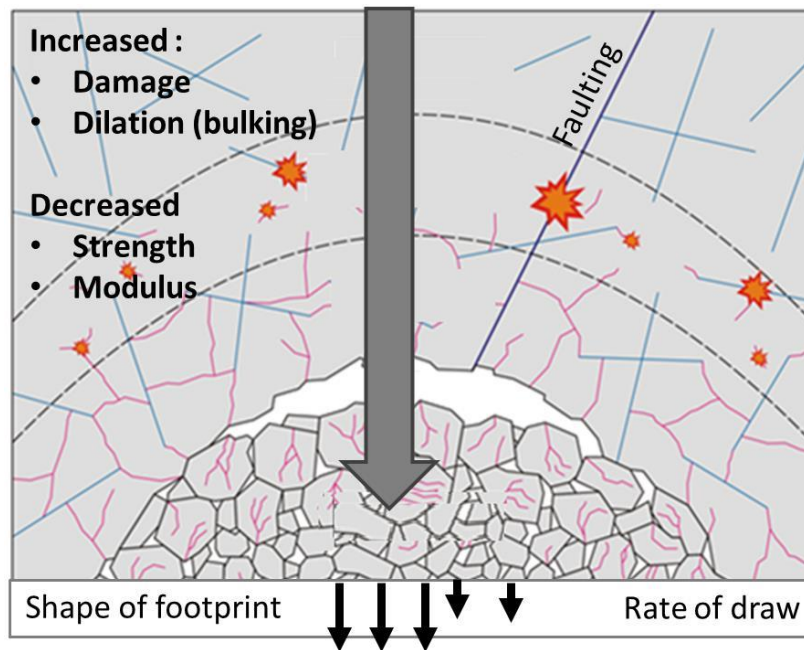 Increased :
• Damage
• Dilation (bulking)
Decreased
• Strength
• Modulus
Faulting
Shape of footprint
Rate of draw